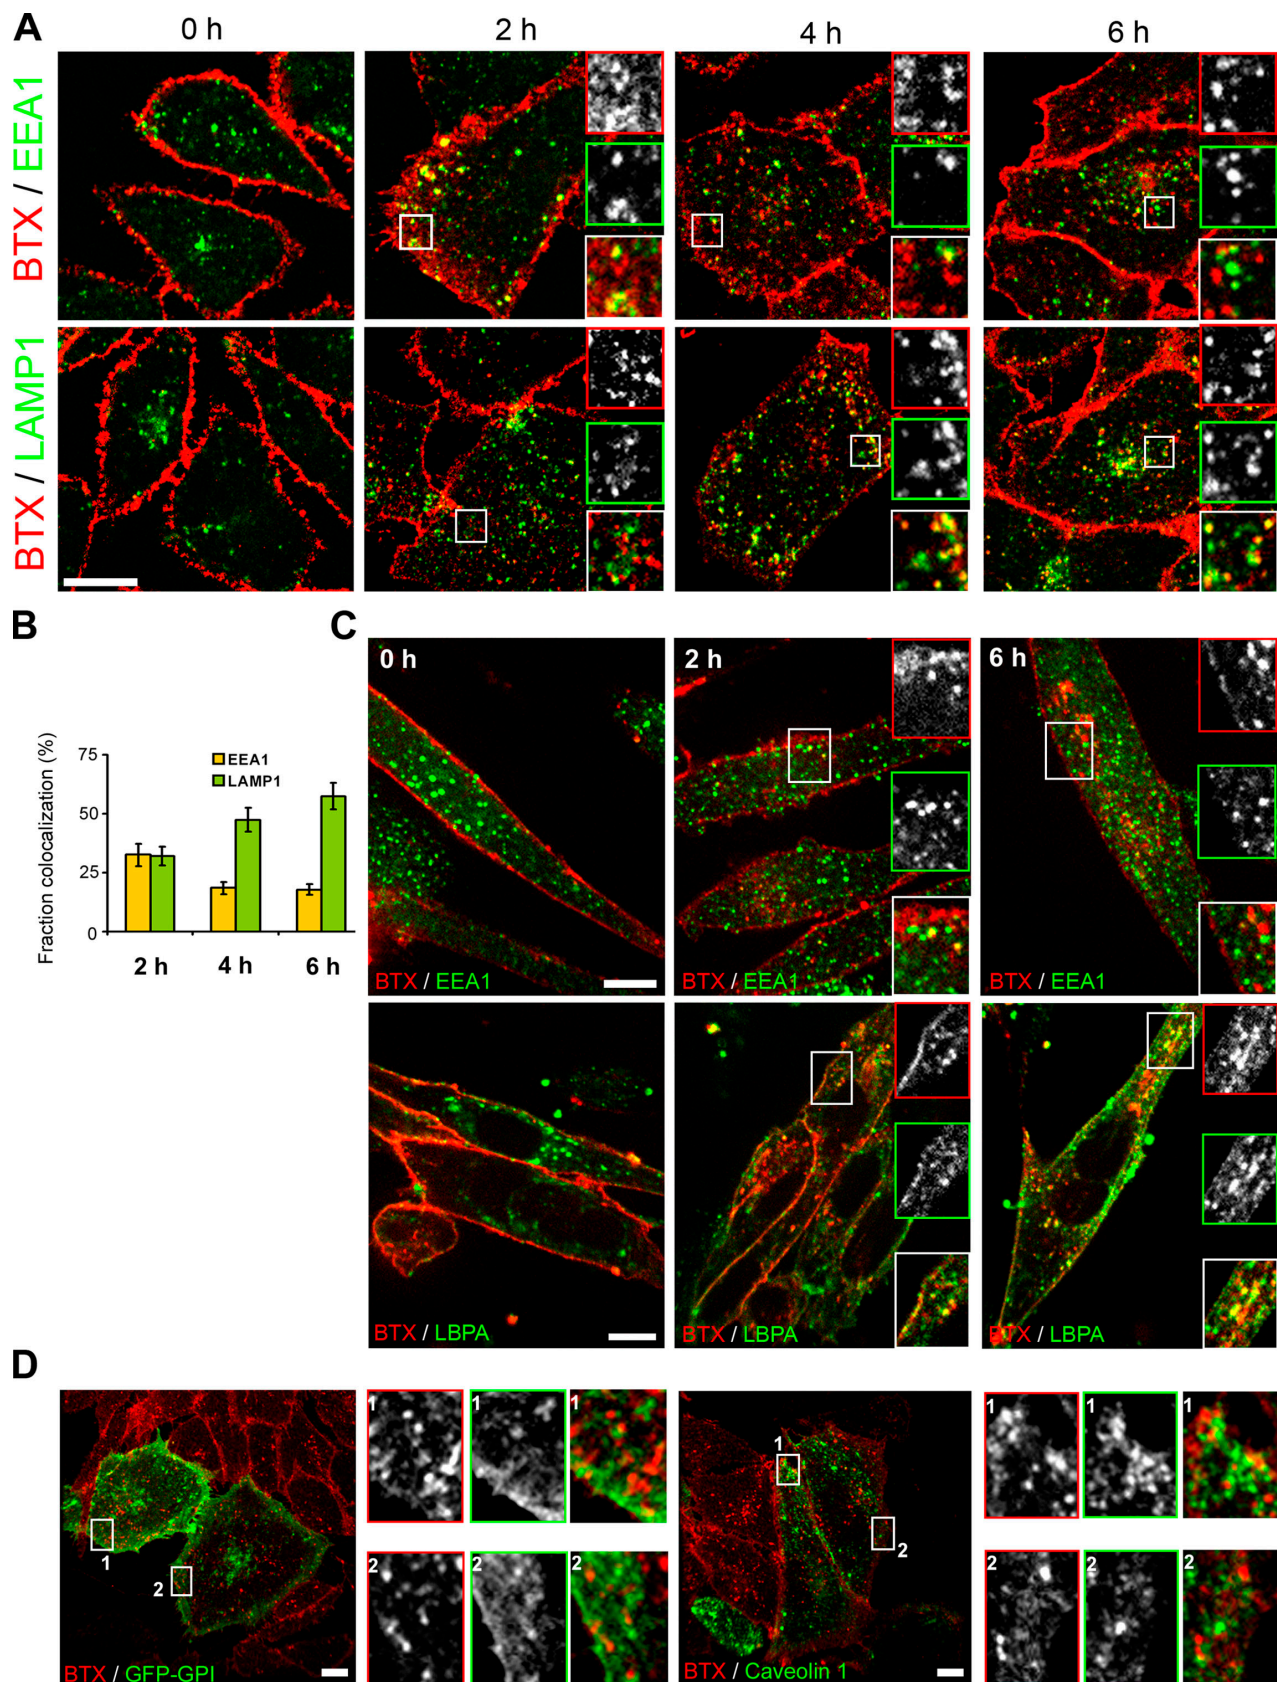 A
0 h 2 h 4 h 6 h
BTX / EEA1
BTX / LAMP1
B
Fraction colocalization (%)
75
50
25
0
EEA1
LAMP1
2 h 4 h 6 h
C
0 h 2 h 6 h
BTX / EEA1 BTX / EEA1 BTX / EEA1
BTX / LBPA BTX / LBPA BTX / LBPA
D
1
2
BTX / GFP-GPI
1 1 1
2 2 2
1
2
BTX / Caveolin 1
1 1 1
2 2 2